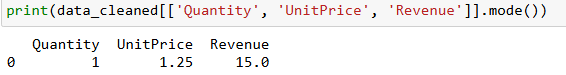 print(data_cleaned[['Quantity', 'UnitPrice', 'Revenue']].mode())
Quantity UnitPrice Revenue
0 1 1.25 15.0